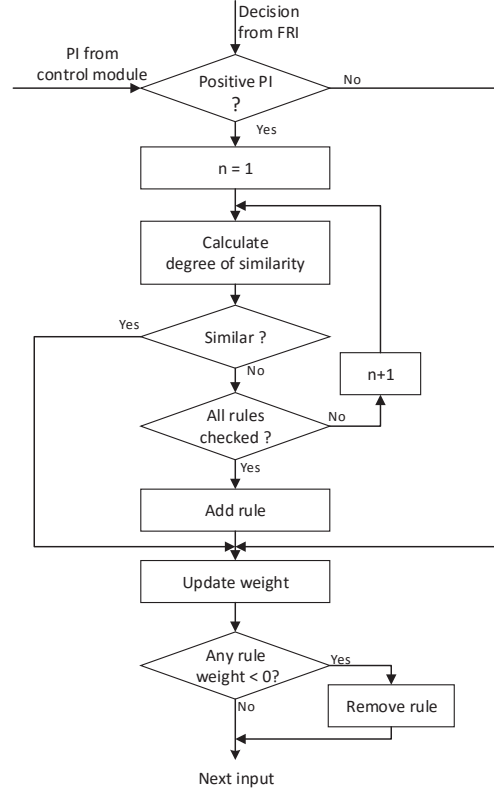 Decision
from FRI
PI from
control module
Positive PI
?
No
Yes
n = 1
Calculate
degree of similarity
Yes
Similar ?
No
n+1
All rules
checked ?
No
Yes
Add rule
Update weight
Any rule
weight < 0?
Yes
No
Remove rule
Next input